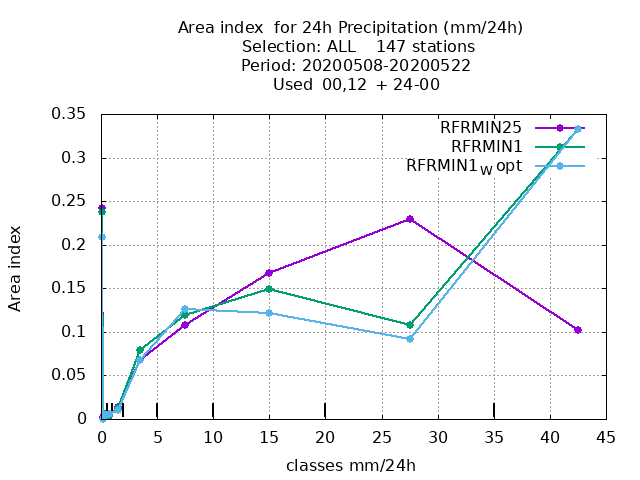 Area index for 24h Precipitation (mm/24h)
Selection: ALL 147 stations
Period: 20200508-20200522
Used 00,12 + 24-00
RFRMIN25
RFRMIN1
RFRMIN1w opt
0.35
0.3
0.25
0.2
0.15
0.1
0.05
0
Area index
0 5 10 15 20 25 30 35 40 45
classes mm/24h